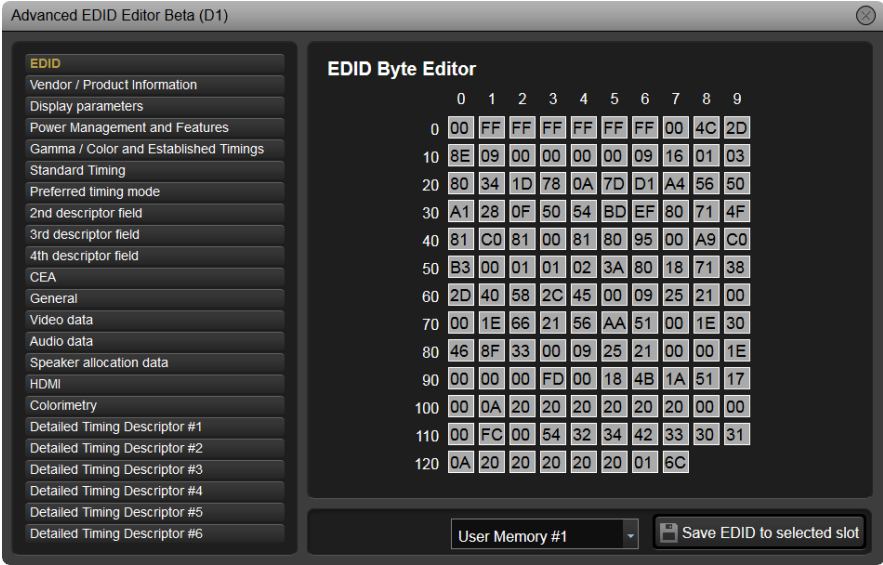 Advanced EDID Editor Beta (D1)
EDID
Vendor / Product Information
Display parameters
Power Management and Features
Gamma / Color and Established Timings
Standard Timing
Preferred timing mode
2nd descriptor field
3rd descriptor field
4th descriptor field
CEA
General
Video data
Audio data
Speaker allocation data
HDMI
Colorimetry
Detailed Timing Descriptor #1
Detailed Timing Descriptor #2
Detailed Timing Descriptor #3
Detailed Timing Descriptor #4
Detailed Timing Descriptor #5
Detailed Timing Descriptor #6
EDID Byte Editor
0 1 2 3 4 5 6 7 8 9
0 00 FF FF FF FF FF FF 00 4C 2D
10 8E 09 00 00 00 00 09 16 01 03
20 80 34 1D 78 0A 7D D1 A4 56 50
30 A1 28 0F 50 54 BD EF 80 71 4F
40 81 C0 81 00 81 80 95 00 A9 C0
50 B3 00 01 01 02 3A 80 18 71 38
60 2D 40 58 2C 45 00 09 25 21 00
70 00 1E 66 21 56 AA 51 00 1E 30
80 46 8F 33 00 09 25 21 00 00 1E
90 00 00 00 FD 00 18 4B 1A 51 17
100 00 0A 20 20 20 20 20 20 00 00
110 00 FC 00 54 32 34 42 33 30 31
120 0A 20 20 20 20 20 01 6C
User Memory #1
Save EDID to selected slot